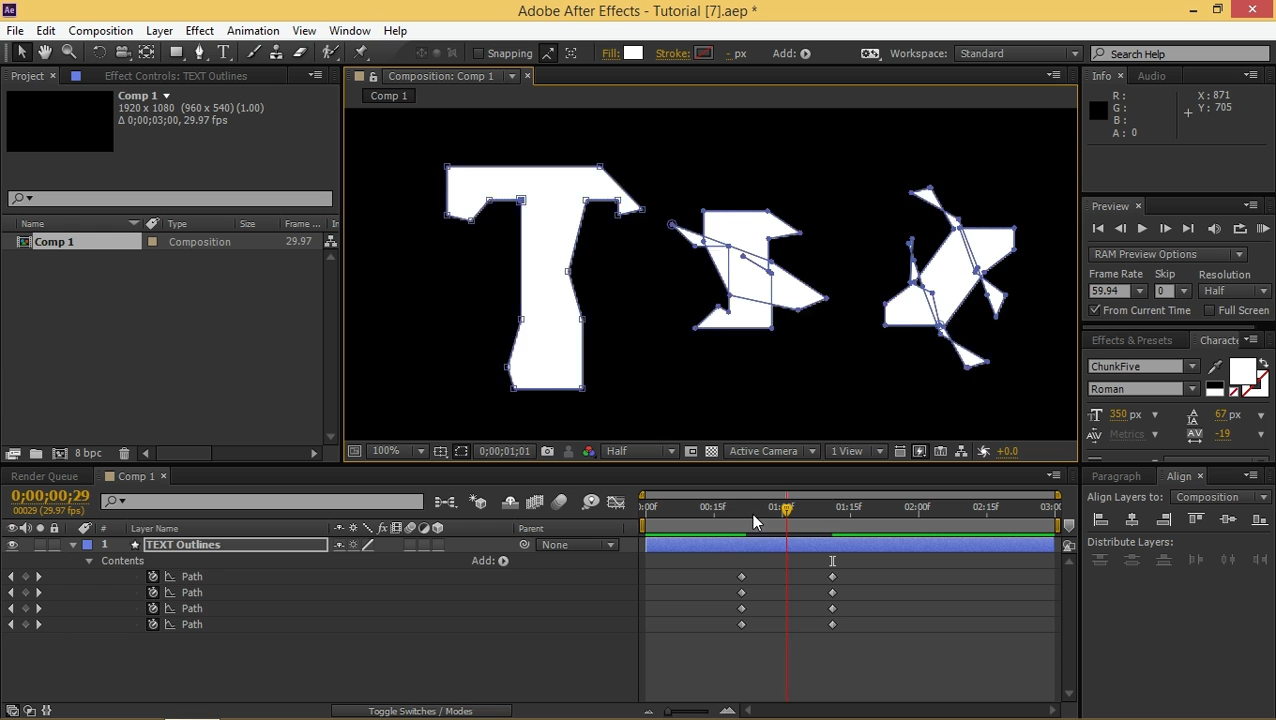 Ae Adobe After Effects - Tutorial [7].aep *
File Edit Composition Layer Effect Animation View Window Help
Snapping Fill: Stroke: - px Add: Workspace: Standard Search Help
Project Effect Controls: TEXT Outlines Composition: Comp 1 Info Audio
Comp 1
1920 x 1080 (960 x 540) (1.00)
Δ 0;00;03;00, 29.97 fps
Comp 1
R:
G:
B:
A: 0
X: 871
Y: 705
Preview
RAM Preview Options
Frame Rate Skip Resolution
59.94 0 Half
From Current Time Full Screen
Name Type Frame...
Comp 1 Composition 29.97
Effects & Presets Characte
ChunkFive
Roman
350 px 67 px
Metrics -19
8 bpc 100% 0;00;01;01 Half Active Camera 1 View +0.0
Render Queue Comp 1 Paragraph Align
0;00;00;29
00029 (29.97 fps)
Align Layers to: Composition
Distribute Layers:
:00f 00:15f 01:00f 01:15f 02:00f 02:15f 03:0
# Layer Name Parent
1 TEXT Outlines None
Contents Add:
Path
Path
Path
Path
Toggle Switches / Modes